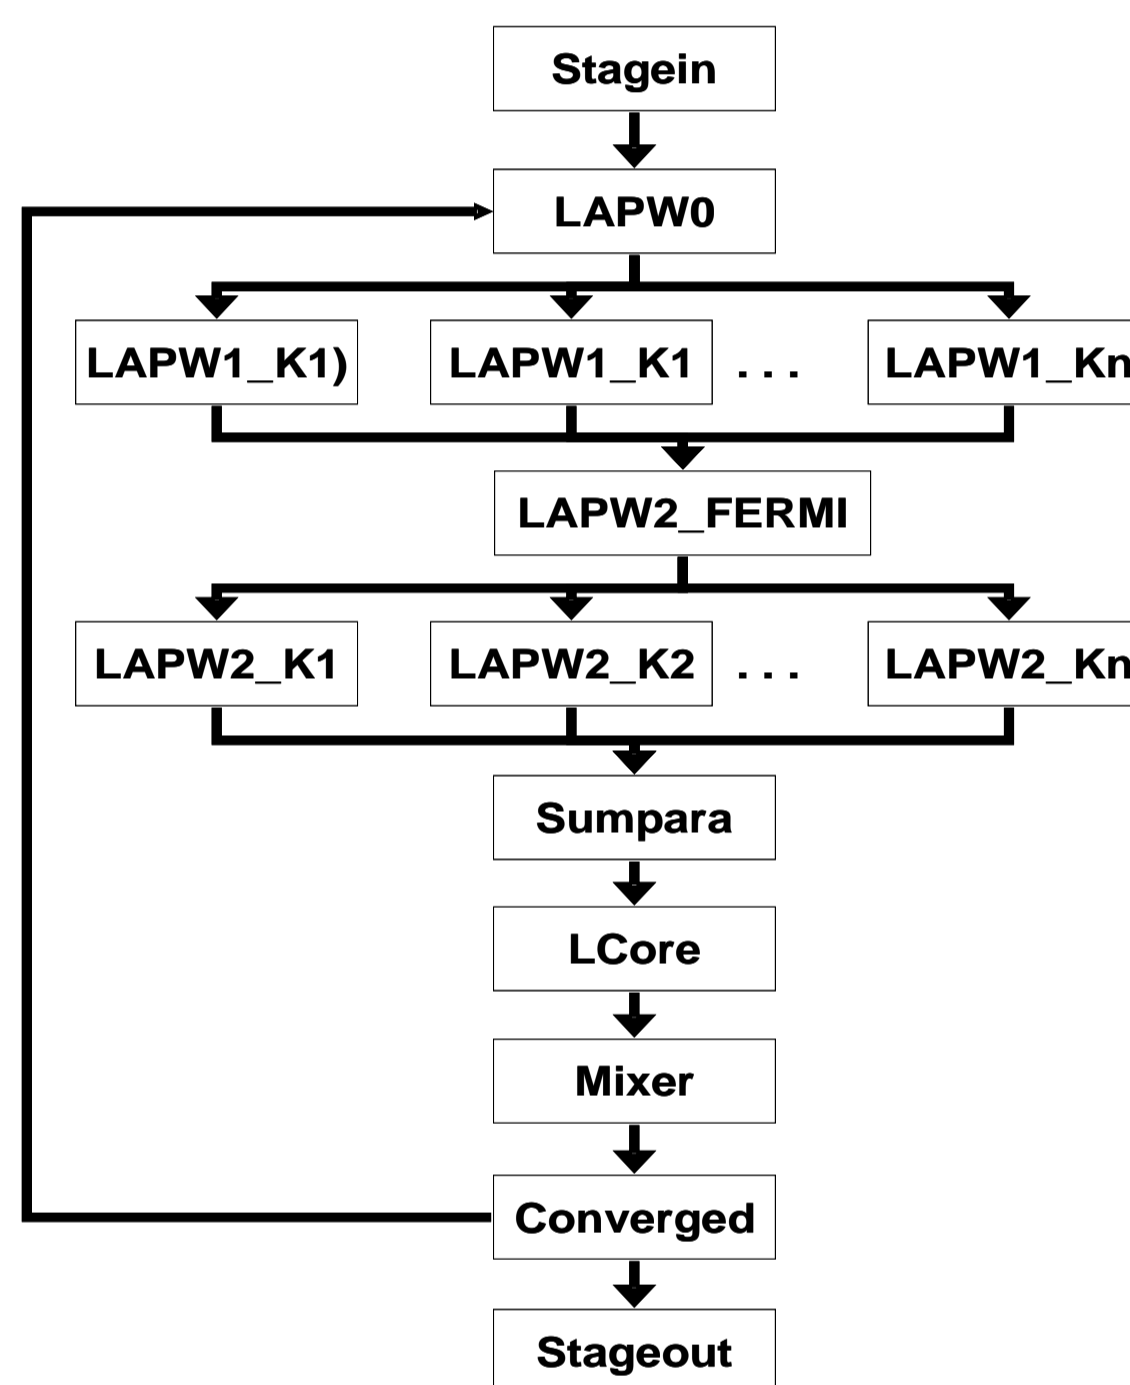 Stagein
LAPW0
LAPW1_K1) LAPW1_K1 . . . LAPW1_Kn
LAPW2_FERMI
LAPW2_K1 LAPW2_K2 . . . LAPW2_Kn
Sumpara
LCore
Mixer
Converged
Stageout